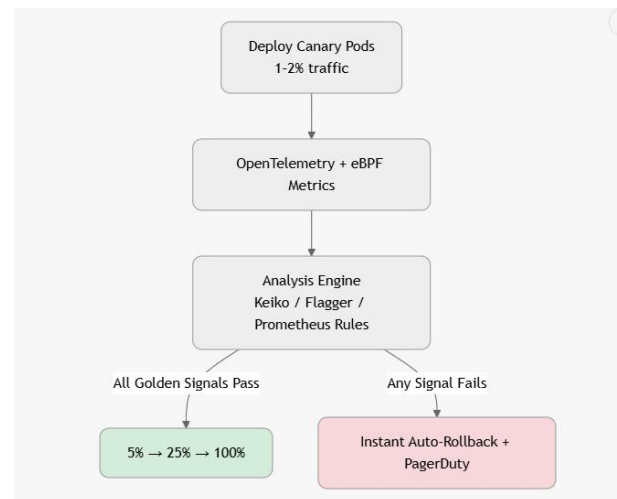 Deploy Canary Pods
1-2% traffic
OpenTelemetry + eBPF
Metrics
Analysis Engine
Keiko / Flagger /
Prometheus Rules
All Golden Signals Pass
Any Signal Fails
5% → 25% → 100%
Instant Auto-Rollback +
PagerDuty